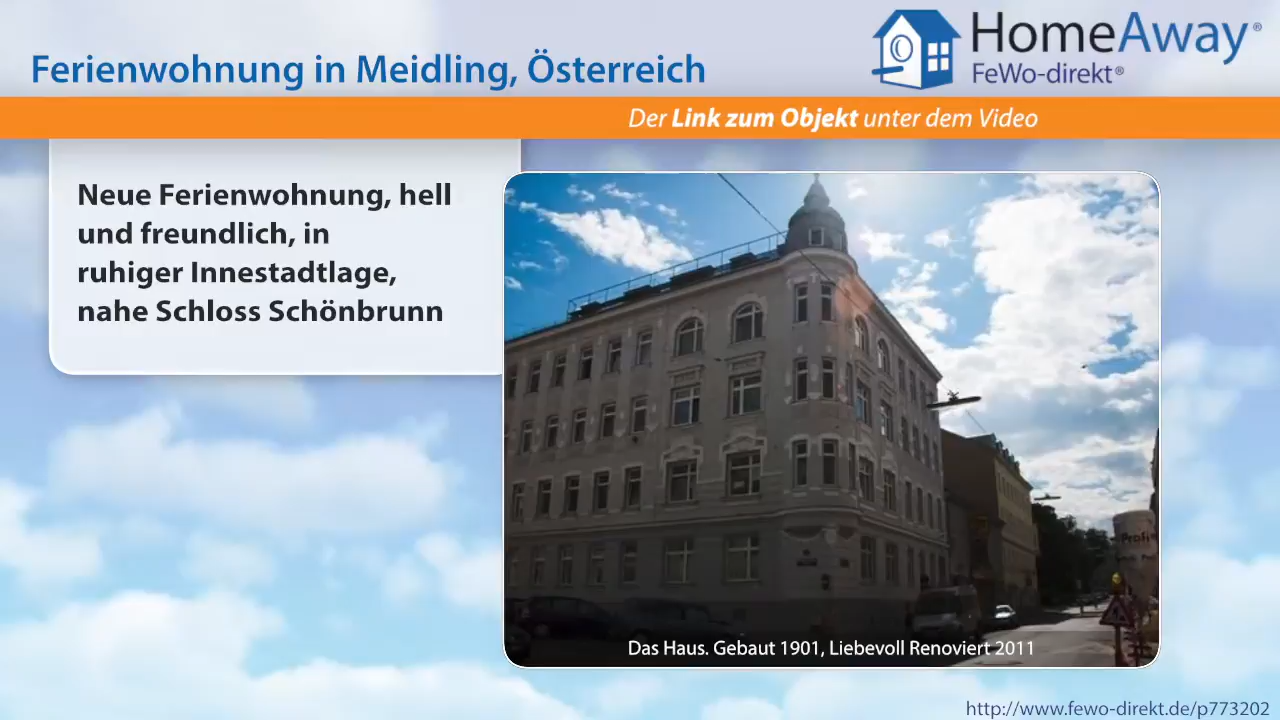 HomeAway®
FeWo-direkt®
Ferienwohnung in Meidling, Österreich
Der Link zum Objekt unter dem Video
Neue Ferienwohnung, hell
und freundlich, in
ruhiger Innestadtlage,
nahe Schloss Schönbrunn
Das Haus. Gebaut 1901, Liebevoll Renoviert 2011
http://www.fewo-direkt.de/p773202